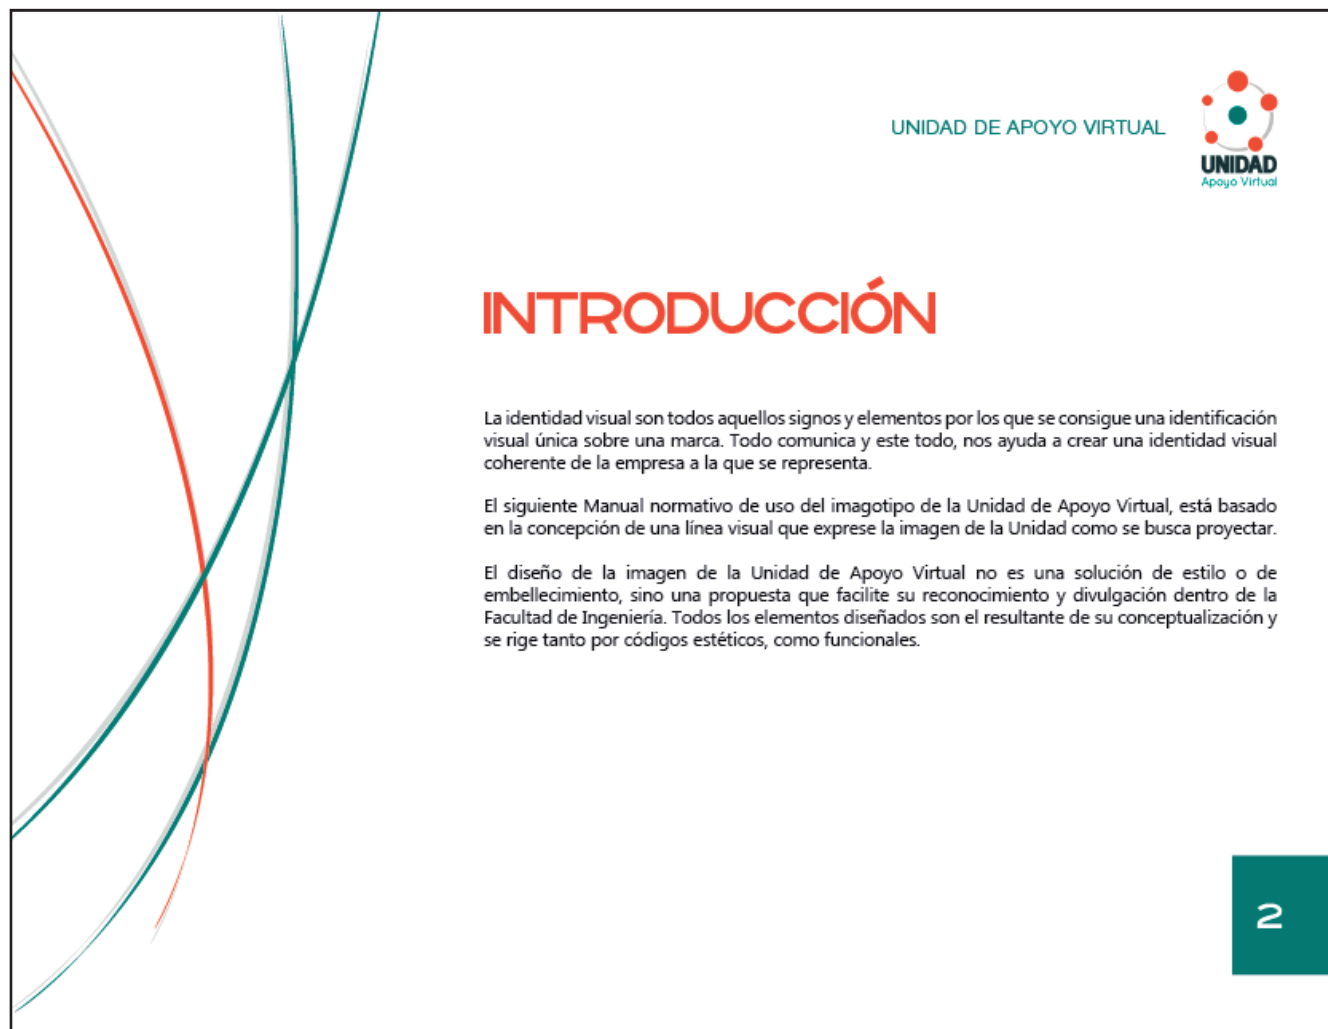 UNIDAD DE APOYO VIRTUAL
UNIDAD
Apoyo Virtual
INTRODUCCIÓN
La identidad visual son todos aquellos signos y elementos por los que se consigue una identificación
visual única sobre una marca. Todo comunica y este todo, nos ayuda a crear una identidad visual
coherente de la empresa a la que se representa.
El siguiente Manual normativo de uso del imagotipo de la Unidad de Apoyo Virtual, está basado
en la concepción de una línea visual que exprese la imagen de la Unidad como se busca proyectar.
El diseño de la imagen de la Unidad de Apoyo Virtual no es una solución de estilo o de
embellecimiento, sino una propuesta que facilite su reconocimiento y divulgación dentro de la
Facultad de Ingeniería. Todos los elementos diseñados son el resultante de su conceptualización y
se rige tanto por códigos estéticos, como funcionales.
2